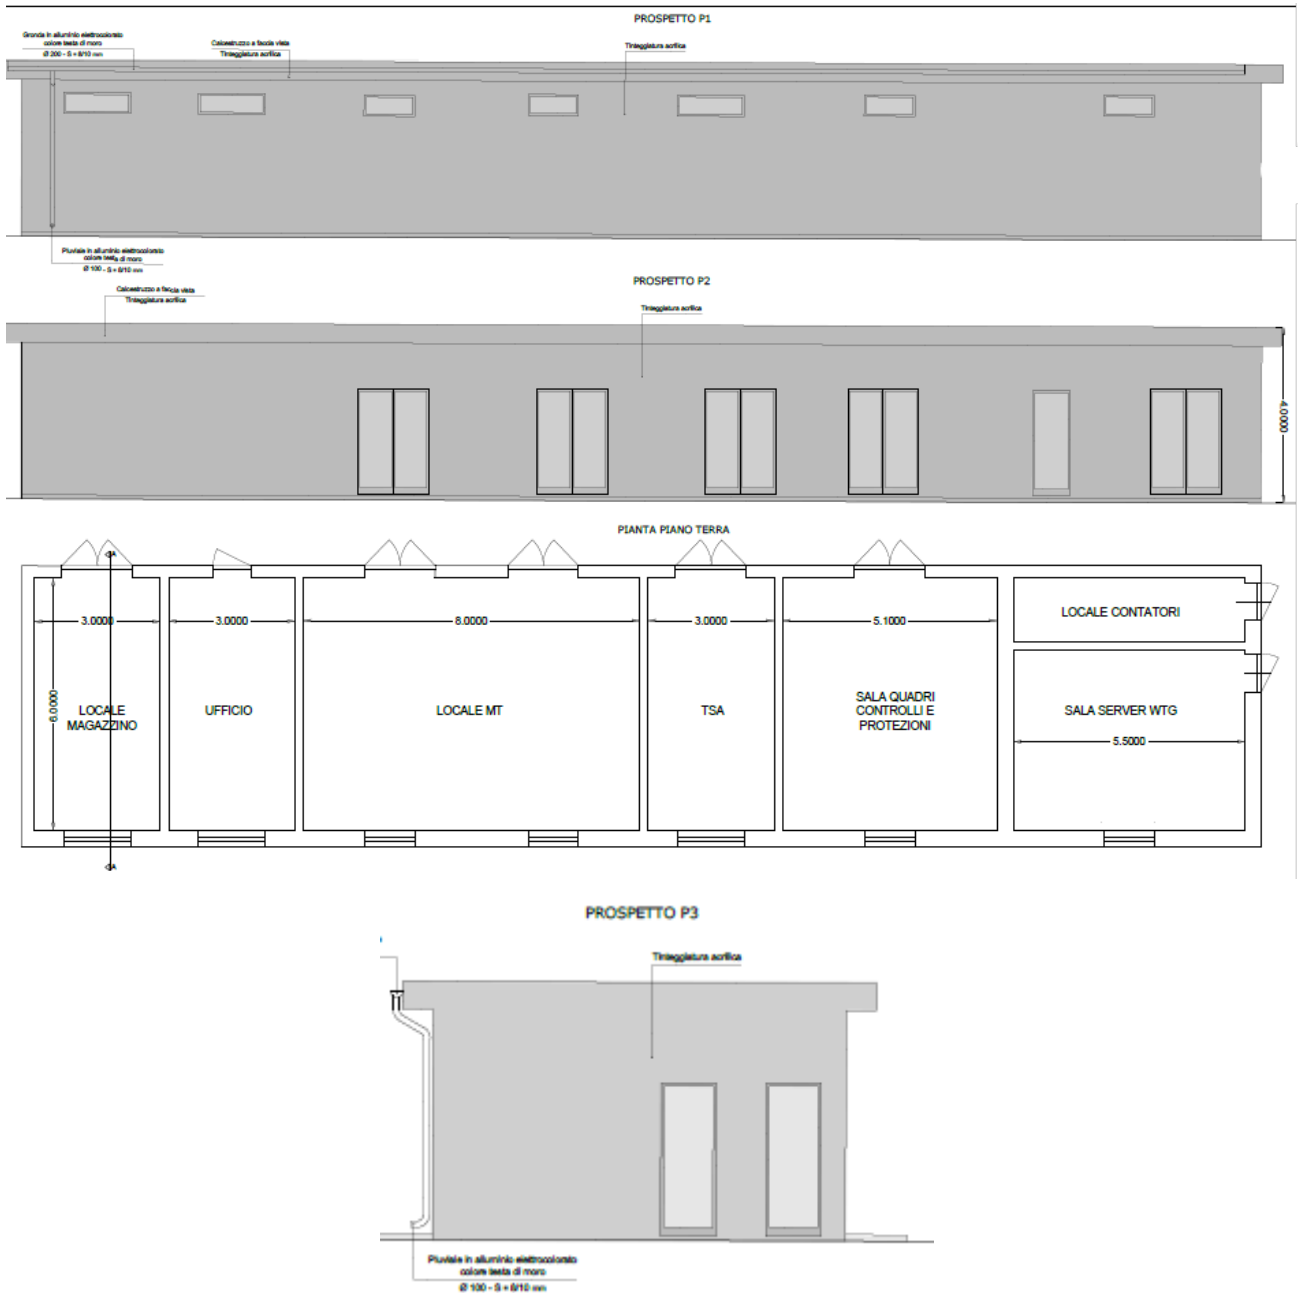 PROSPETTO P1
Gronda in alluminio elettrocolorato
colore testa di moro
Ø 200 - S = 8/10 mm
Calcestruzzo a faccia vista
Tinteggiatura acrilica
Tinteggiatura acrilica
Pluviale in alluminio elettrocolorato
colore testa di moro
Ø 100 - S = 8/10 mm
PROSPETTO P2
Calcestruzzo a faccia vista
Tinteggiatura acrilica
Tinteggiatura acrilica
4.0000
PIANTA PIANO TERRA
A
3.0000
3.0000
8.0000
3.0000
5.1000
LOCALE CONTATORI
LOCALE
MAGAZZINO
UFFICIO
LOCALE MT
TSA
SALA QUADRI
CONTROLLI E
PROTEZIONI
SALA SERVER WTG
5.5000
A
PROSPETTO P3
Tinteggiatura acrilica
Pluviale in alluminio elettrocolorato
colore testa di moro
Ø 100 - S = 8/10 mm